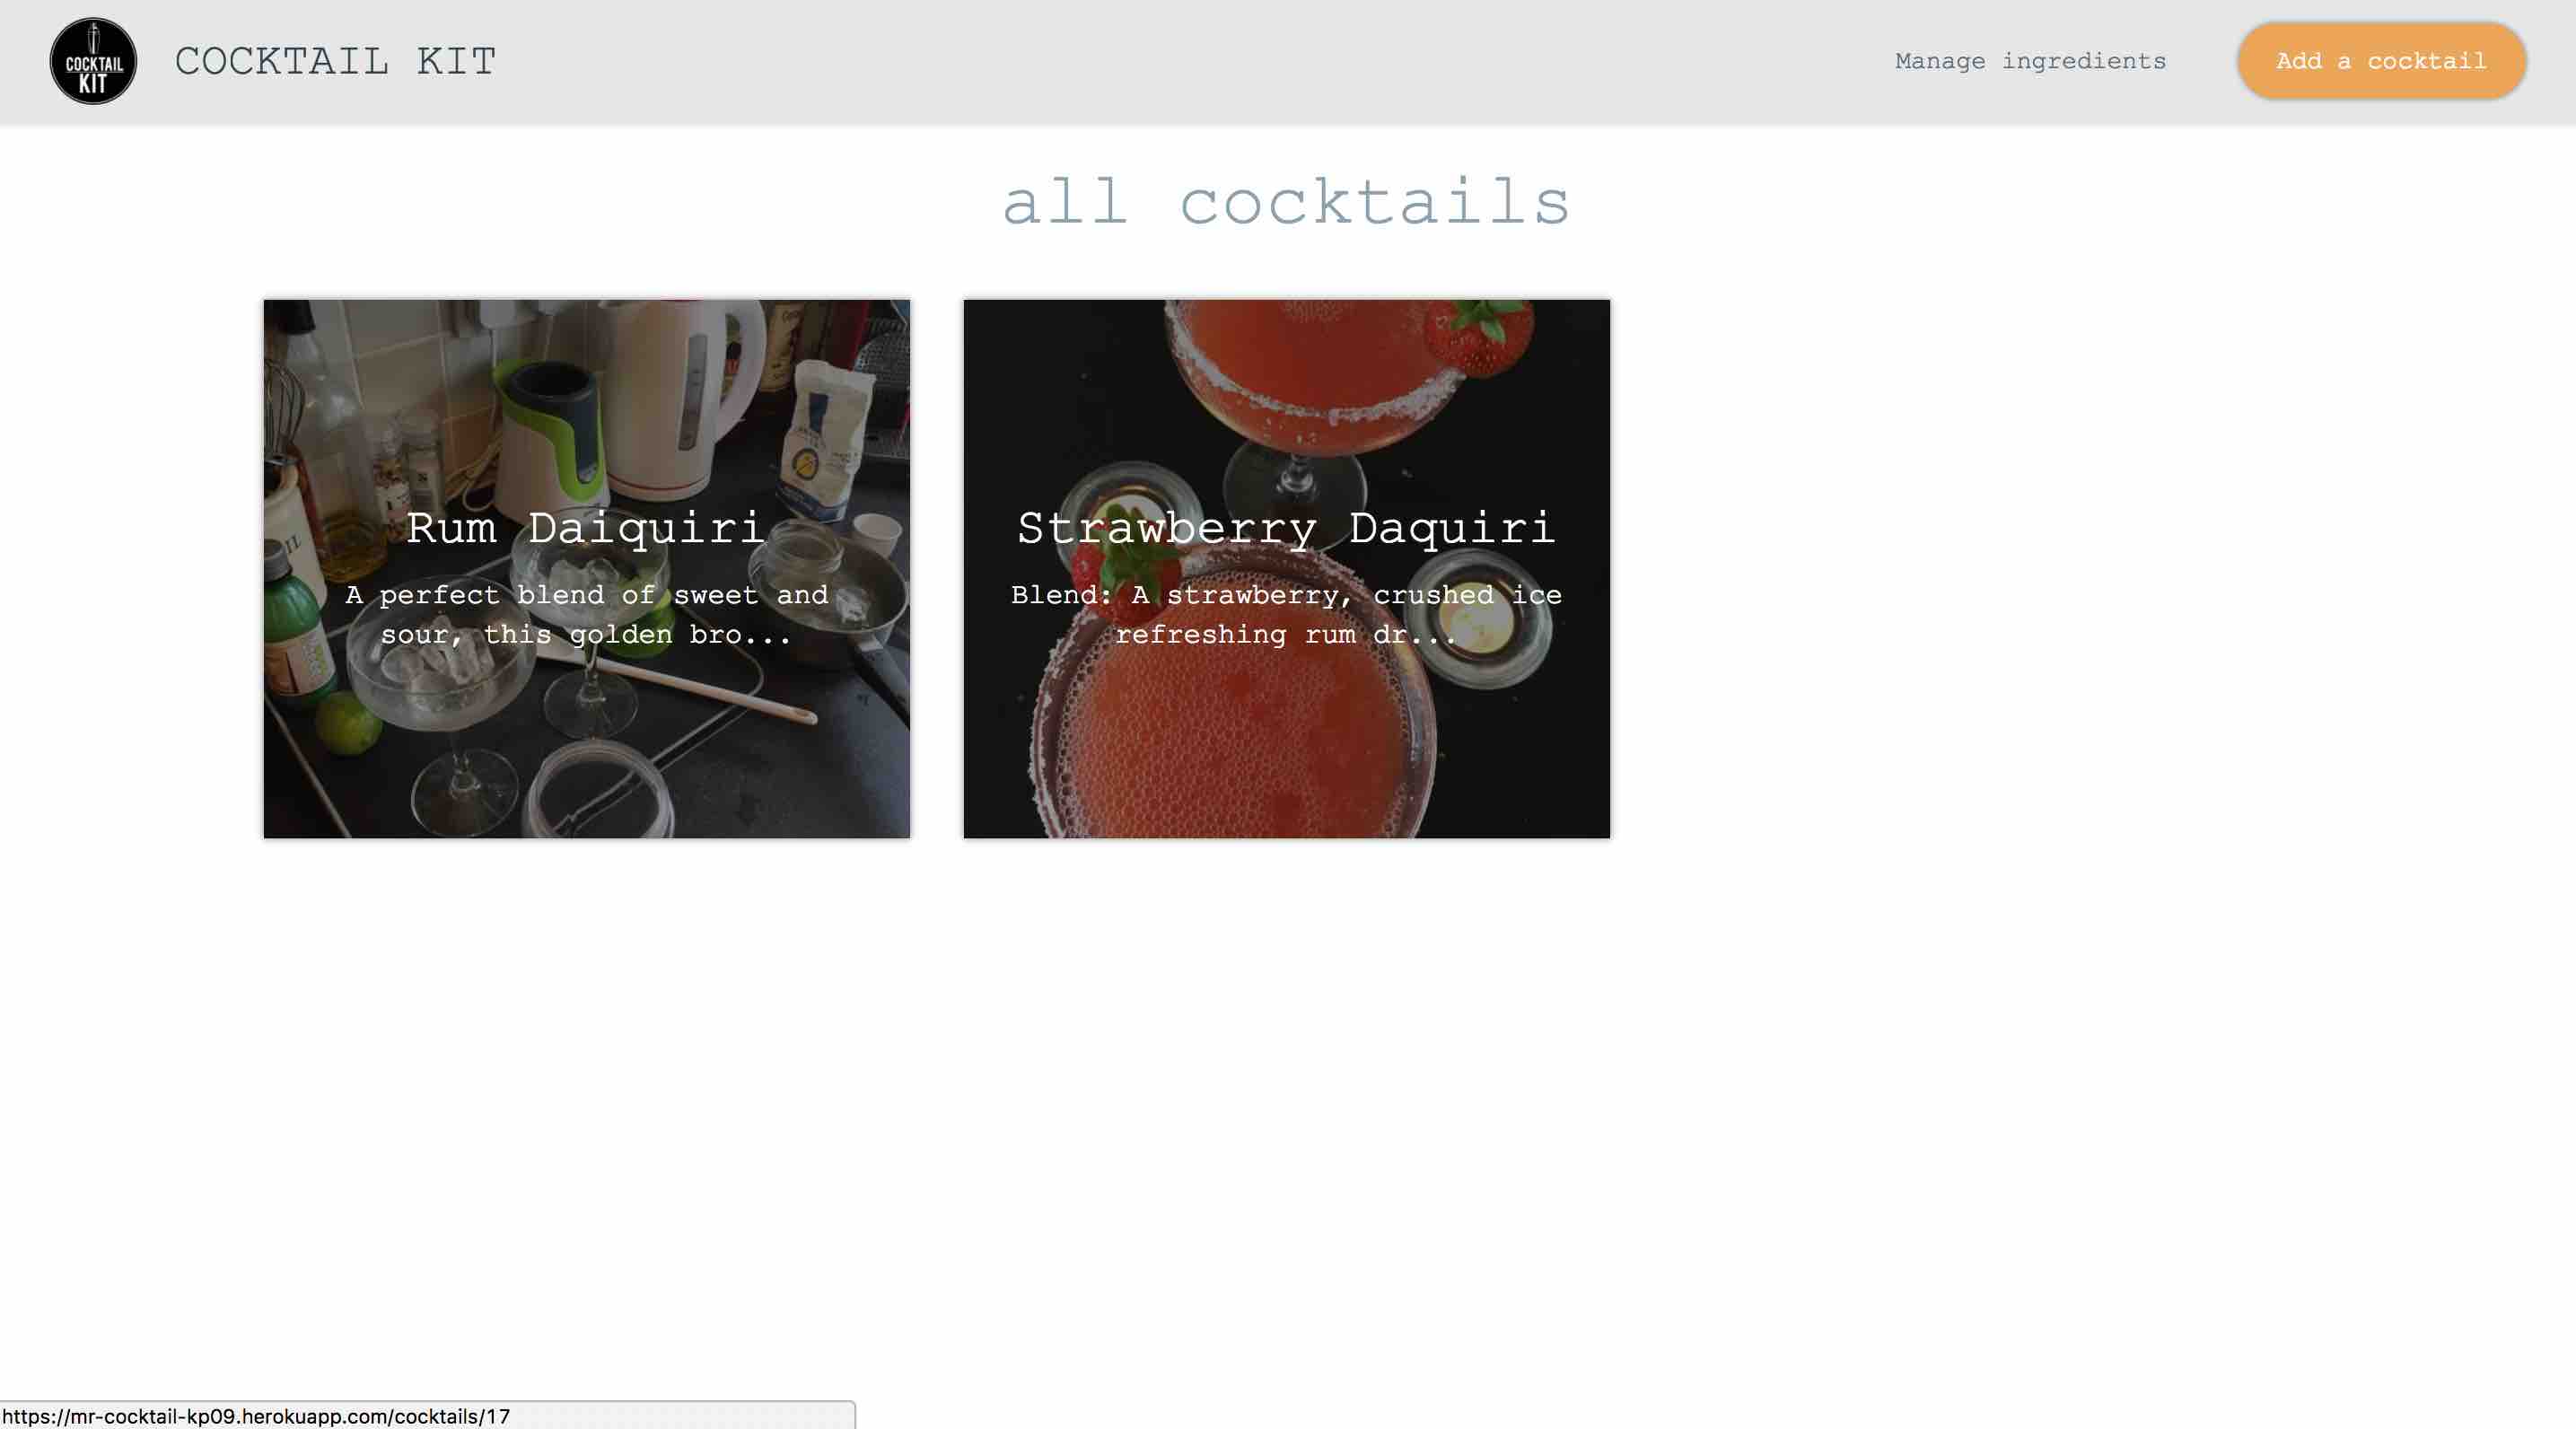 COCKTAIL
KIT
COCKTAIL KIT
Manage ingredients
Add a cocktail
all cocktails
Rum Daiquiri
A perfect blend of sweet and
sour, this golden bro...
Strawberry Daquiri
Blend: A strawberry, crushed ice
refreshing rum dr...
https://mr-cocktail-kp09.herokuapp.com/cocktails/17